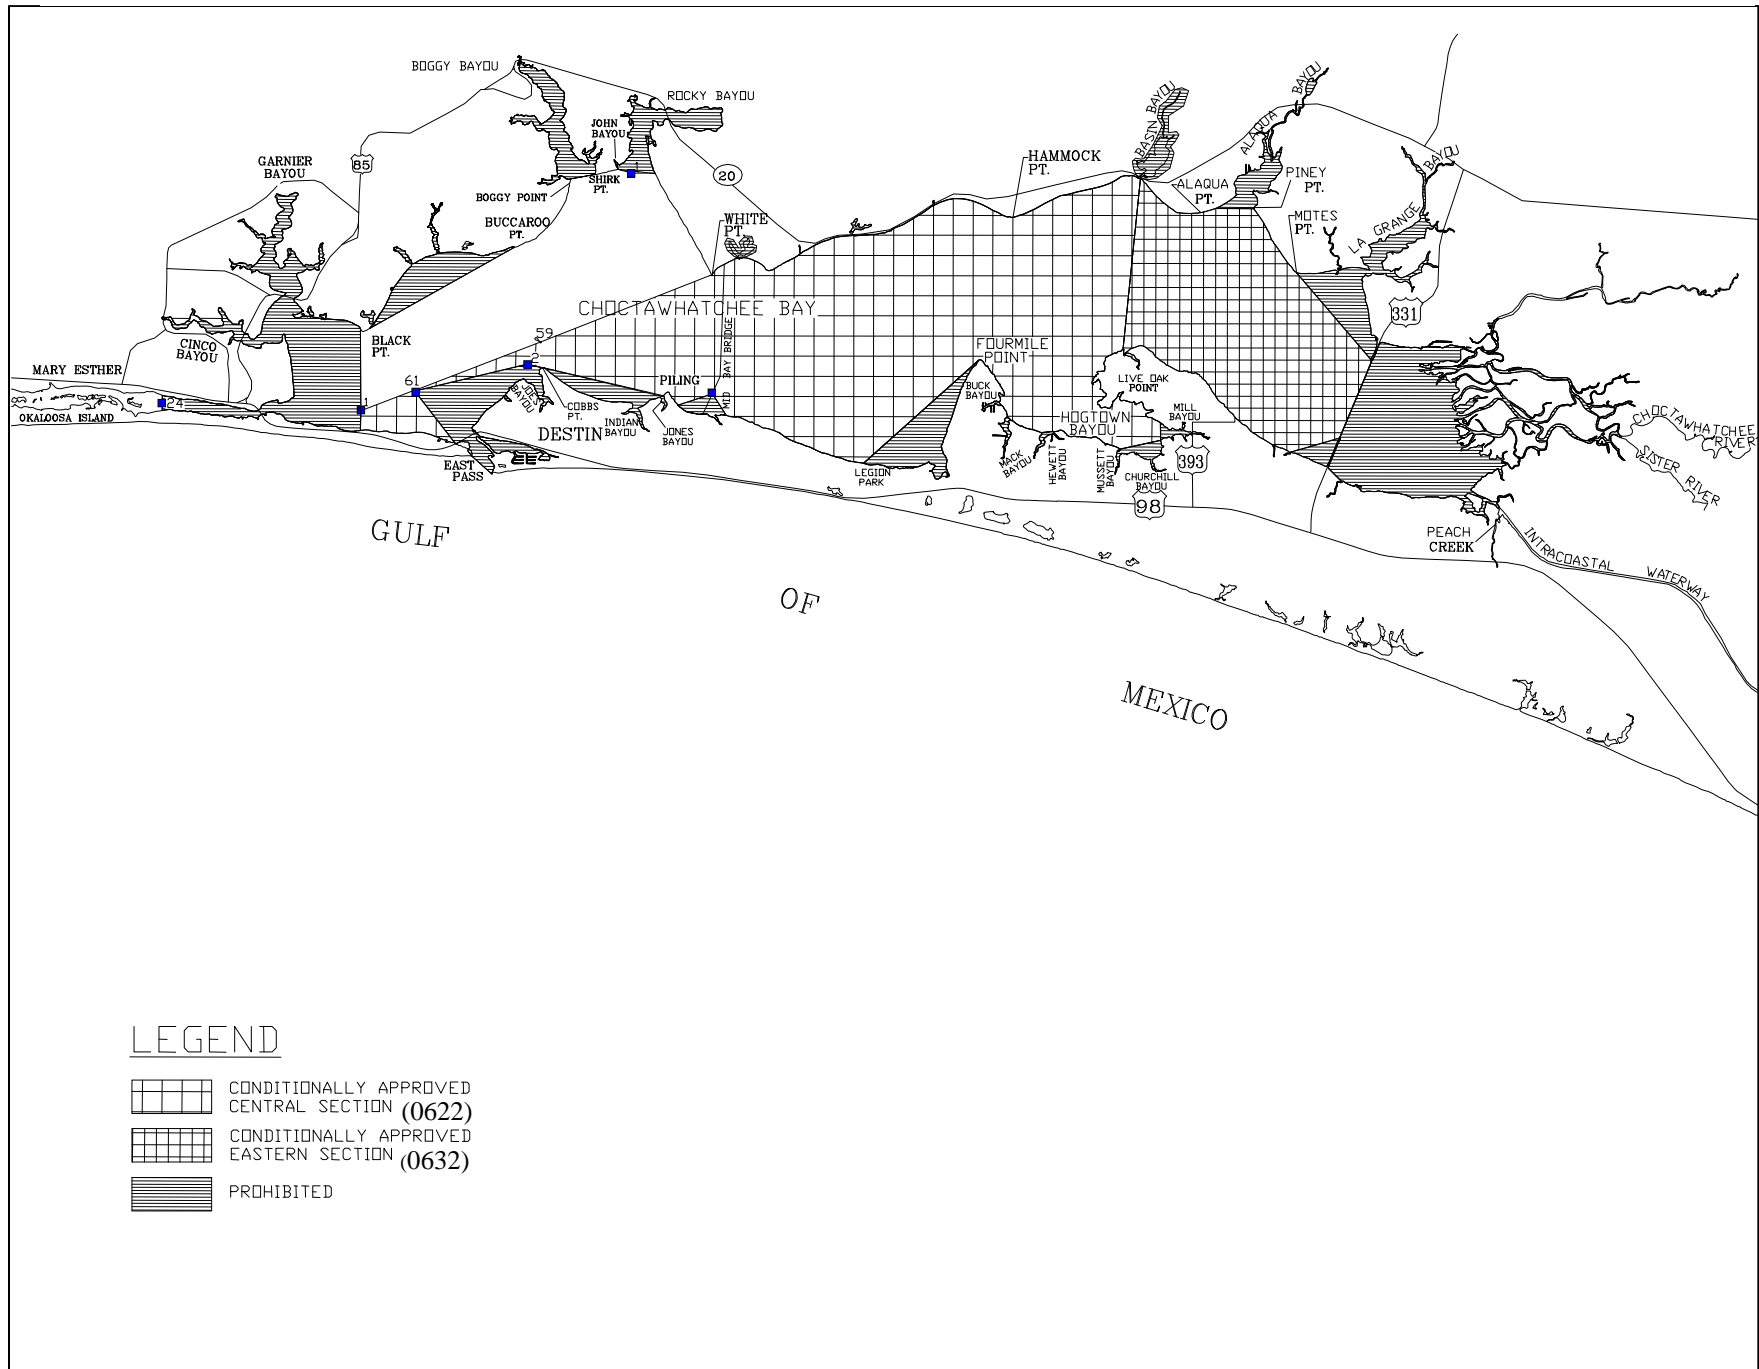 BOGGY BAYOU
ROCKY BAYOU
JOHN
BAYOU
GARNIER
BAYOU
85
20
1
SHIRK
PT.
BOGGY POINT
BUCCAROO
PT.
WHITE
PT.
HAMMOCK
PT.
BASIN BAYOU
ALAQUA BAYOU
ALAQUA
PT.
PINEY
PT.
MOTES
PT.
LA GRANGE BAYOU
331
CHOCTAWHATCHEE BAY
59
2
61
1
24
BLACK
PT.
CINCO
BAYOU
MARY ESTHER
OKALOOSA ISLAND
MID BAY BRIDGE
PILING
JOES
BAYOU
COBBS
PT.
INDIAN
BAYOU
JONES
BAYOU
DESTIN
EAST
PASS
FOURMILE
POINT
BUCK
BAYOU
LEGION
PARK
MACK
BAYOU
HEWETT
BAYOU
MUSSETT
BAYOU
LIVE OAK
POINT
HOGTOWN
BAYOU
MILL
BAYOU
CHURCHILL
BAYOU
393
98
CHOCTAWHATCHEE
RIVER
SISTER RIVER
PEACH
CREEK
INTRACOASTAL WATERWAY
GULF
OF
MEXICO
LEGEND
CONDITIONALLY APPROVED
CENTRAL SECTION (0622)
CONDITIONALLY APPROVED
EASTERN SECTION (0632)
PROHIBITED